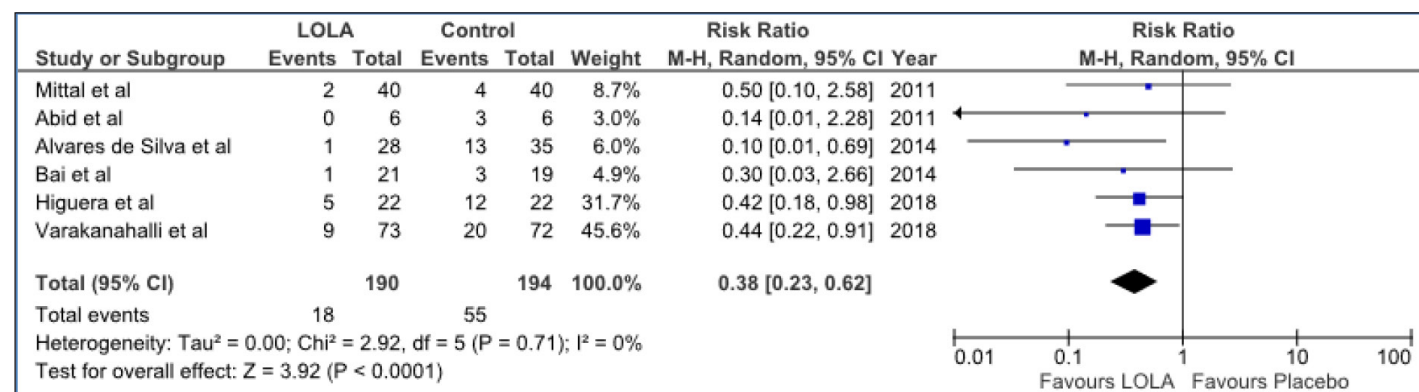 LOLA Control Risk Ratio Risk Ratio
Study or Subgroup Events Total Events Total Weight M-H, Random, 95% CI Year M-H, Random, 95% CI
Mittal et al 2 40 4 40 8.7% 0.50 [0.10, 2.58] 2011
Abid et al 0 6 3 6 3.0% 0.14 [0.01, 2.28] 2011
Alvares de Silva et al 1 28 13 35 6.0% 0.10 [0.01, 0.69] 2014
Bai et al 1 21 3 19 4.9% 0.30 [0.03, 2.66] 2014
Higuera et al 5 22 12 22 31.7% 0.42 [0.18, 0.98] 2018
Varakanahalli et al 9 73 20 72 45.6% 0.44 [0.22, 0.91] 2018
Total (95% CI) 190 194 100.0% 0.38 [0.23, 0.62]
Total events 18 55
Heterogeneity: Tau² = 0.00; Chi² = 2.92, df = 5 (P = 0.71); I² = 0%
Test for overall effect: Z = 3.92 (P < 0.0001)
0.01 0.1 1 10 100
Favours LOLA Favours Placebo